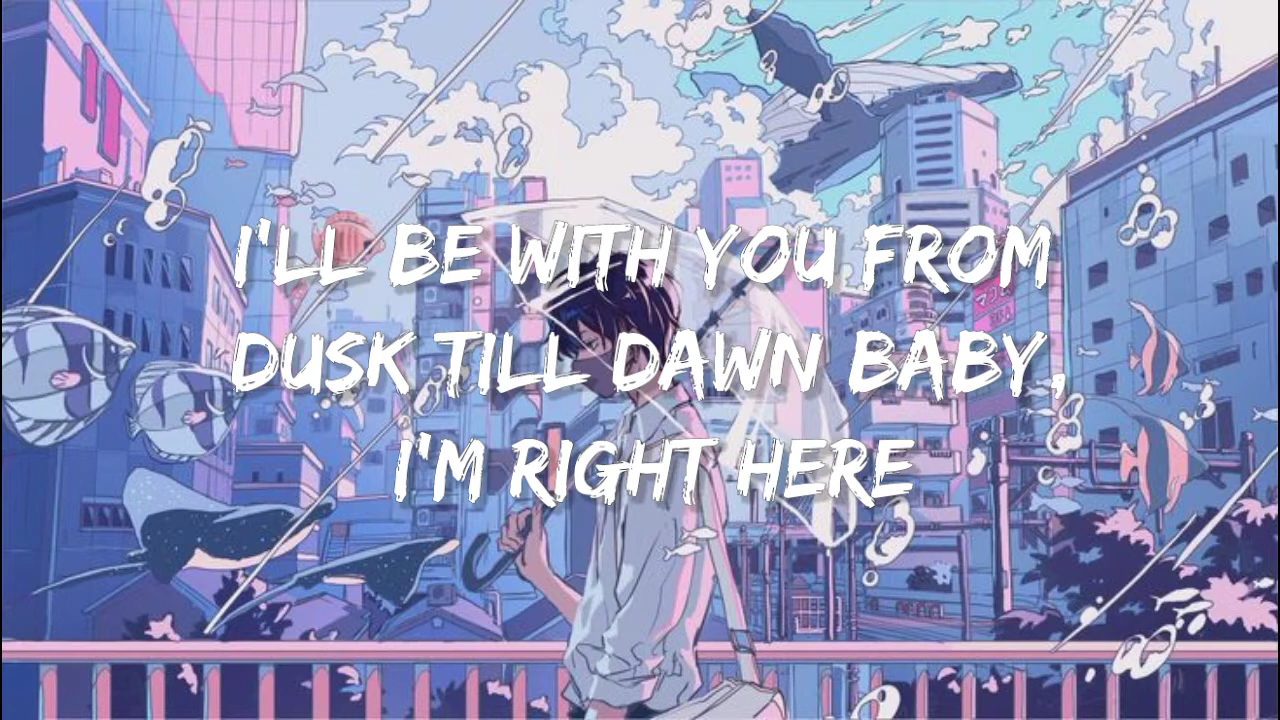 I'LL BE WITH YOU FROM
DUSK TILL DAWN BABY,
I'M RIGHT HERE